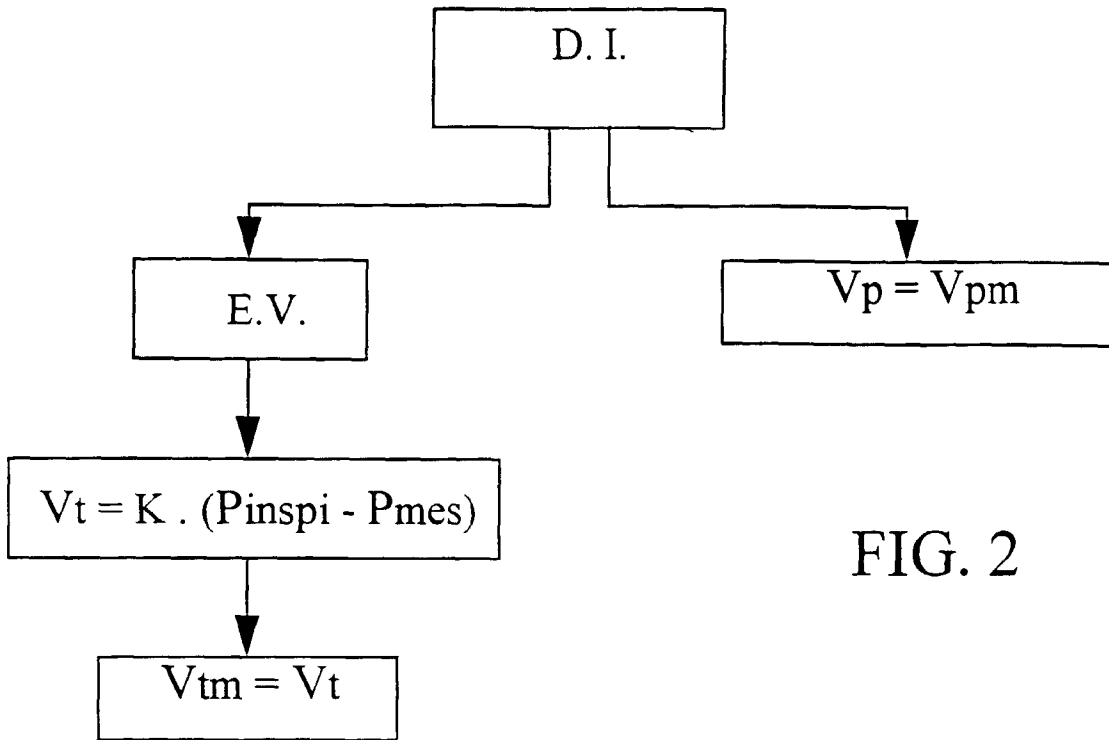 D. I.
E.V.
Vp = Vpm
Vt = K . (Pinspi - Pmes)
FIG. 2
Vtm = Vt